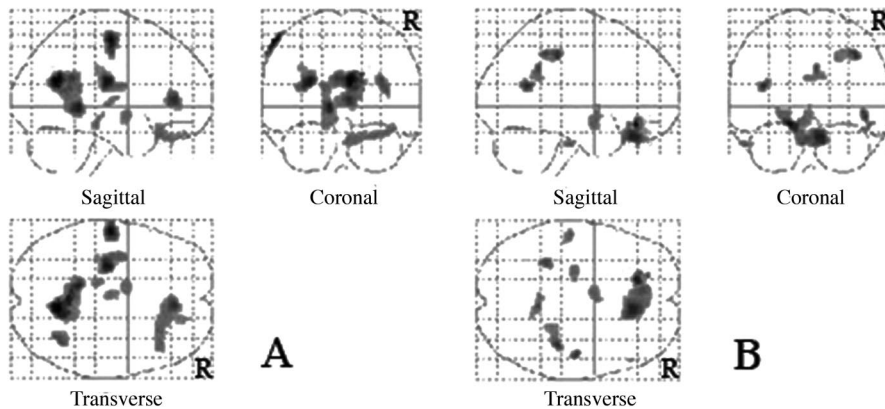 R
R
Sagittal Coronal Sagittal Coronal
R A R B
Transverse Transverse